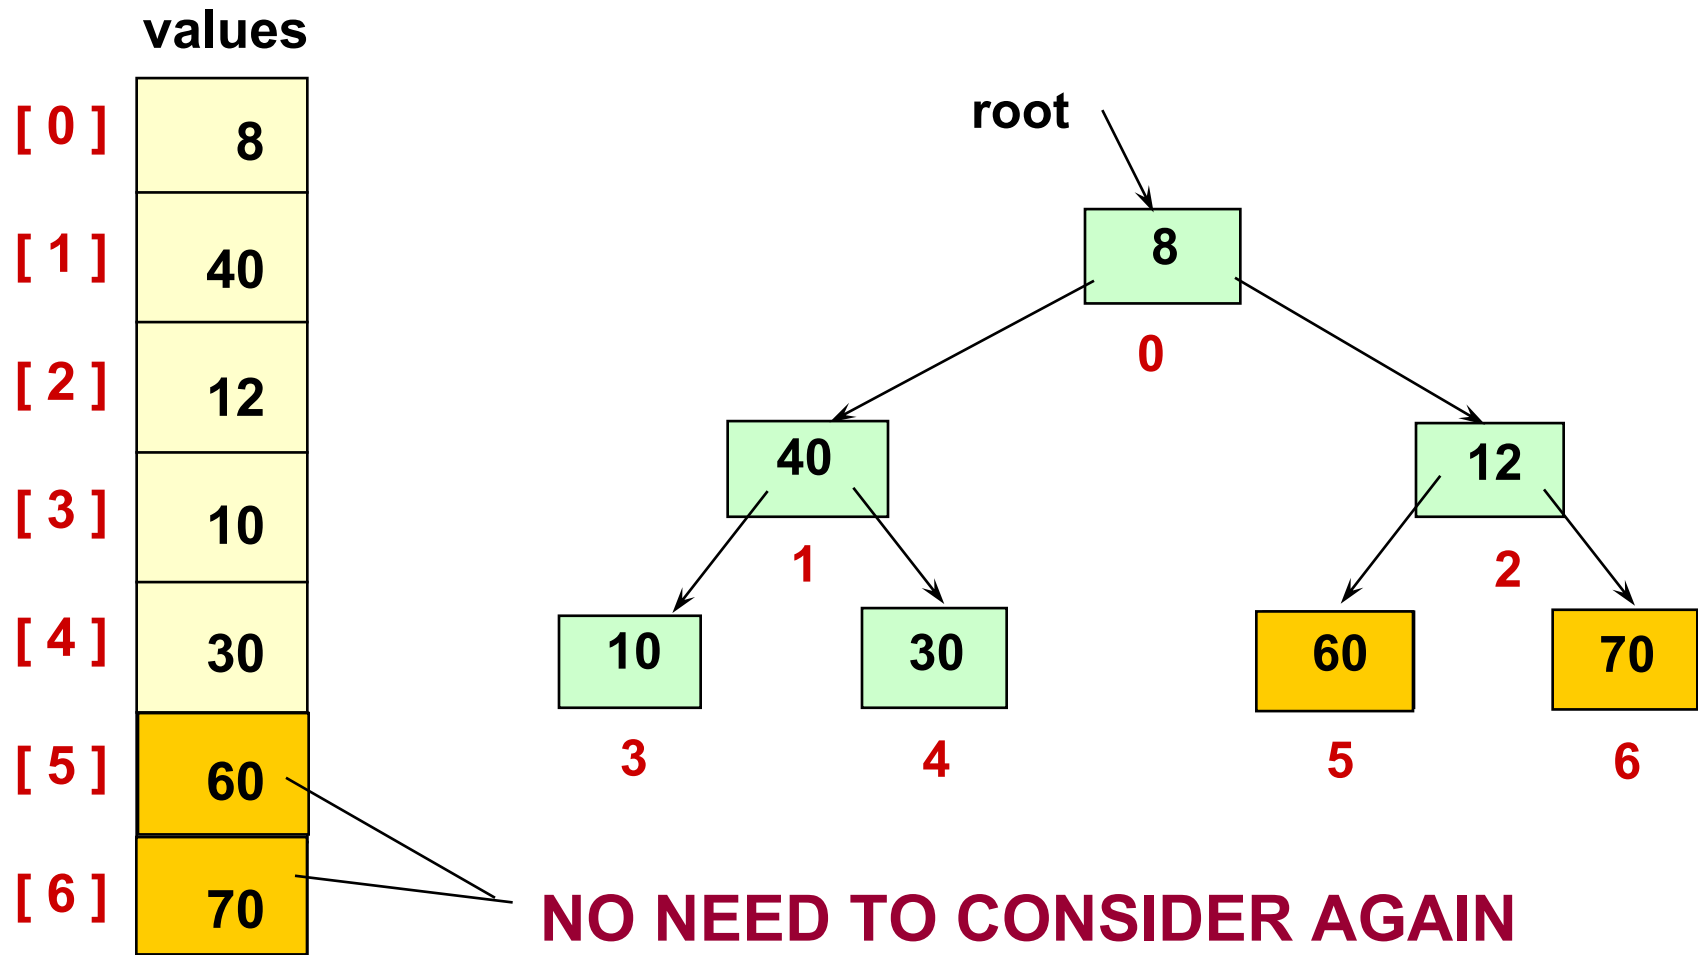 values
[ 0 ] 8
[ 1 ] 40
[ 2 ] 12
[ 3 ] 10
[ 4 ] 30
[ 5 ] 60
[ 6 ] 70
root
8
0
40 12
1 2
10 30 60 70
3 4 5 6
NO NEED TO CONSIDER AGAIN